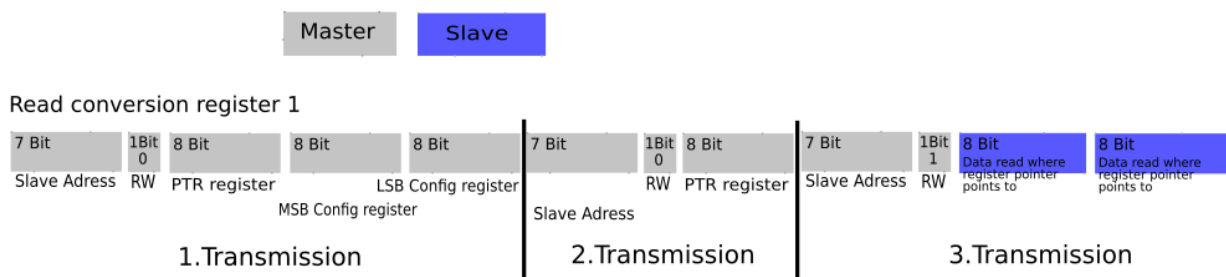 Master Slave
Read conversion register 1
7 Bit 1Bit 8 Bit 8 Bit 8 Bit 7 Bit 1Bit 8 Bit 7 Bit 1Bit 8 Bit 8 Bit
0 0 1 Data read where Data read where
register pointer register pointer
Slave Adress RW PTR register LSB Config register RW PTR register Slave Adress RW points to points to
MSB Config register Slave Adress
1.Transmission 2.Transmission 3.Transmission